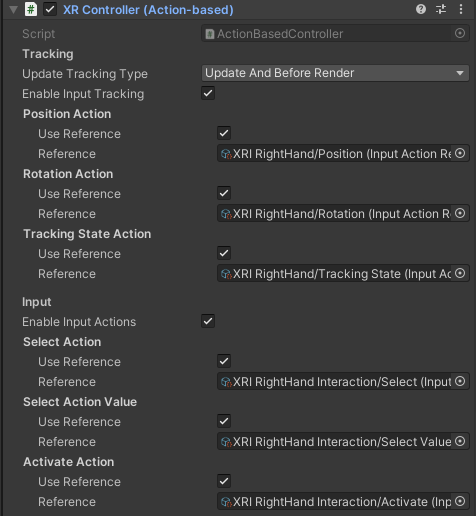 XR Controller (Action-based)
Script ActionBasedController
Tracking
Update Tracking Type Update And Before Render
Enable Input Tracking
Position Action
Use Reference
Reference XRI RightHand/Position (Input Action Re
Rotation Action
Use Reference
Reference XRI RightHand/Rotation (Input Action R
Tracking State Action
Use Reference
Reference XRI RightHand/Tracking State (Input Ac
Input
Enable Input Actions
Select Action
Use Reference
Reference XRI RightHand Interaction/Select (Input
Select Action Value
Use Reference
Reference XRI RightHand Interaction/Select Value
Activate Action
Use Reference
Reference XRI RightHand Interaction/Activate (Inp